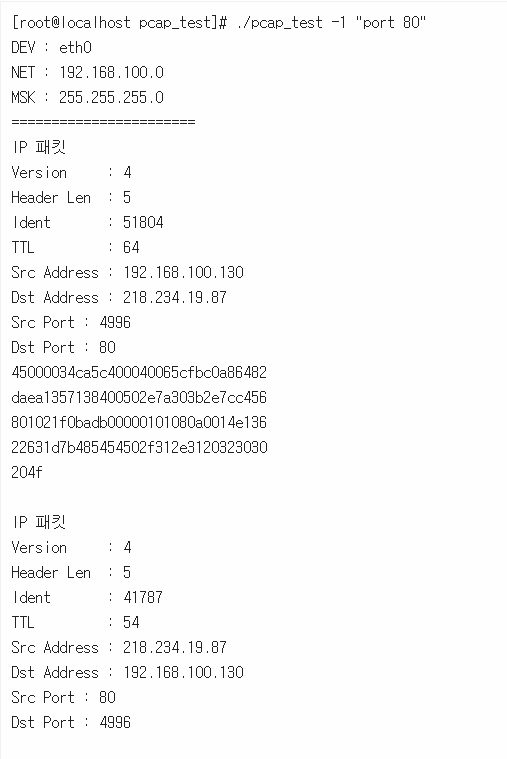 [root@localhost pcap_test]# ./pcap_test -1 "port 80"
DEV : eth0
NET : 192.168.100.0
MSK : 255.255.255.0
=======================
IP 패킷
Version     : 4
Header Len  : 5
Ident       : 51804
TTL         : 64
Src Address : 192.168.100.130
Dst Address : 218.234.19.87
Src Port : 4996
Dst Port : 80
45000034ca5c400040065cfbc0a86482
daea1357138400502e7a303b2e7cc456
801021f0badb00000101080a0014e136
22631d7b485454502f312e3120323030
204f
IP 패킷
Version     : 4
Header Len  : 5
Ident       : 41787
TTL         : 54
Src Address : 218.234.19.87
Dst Address : 192.168.100.130
Src Port : 80
Dst Port : 4996